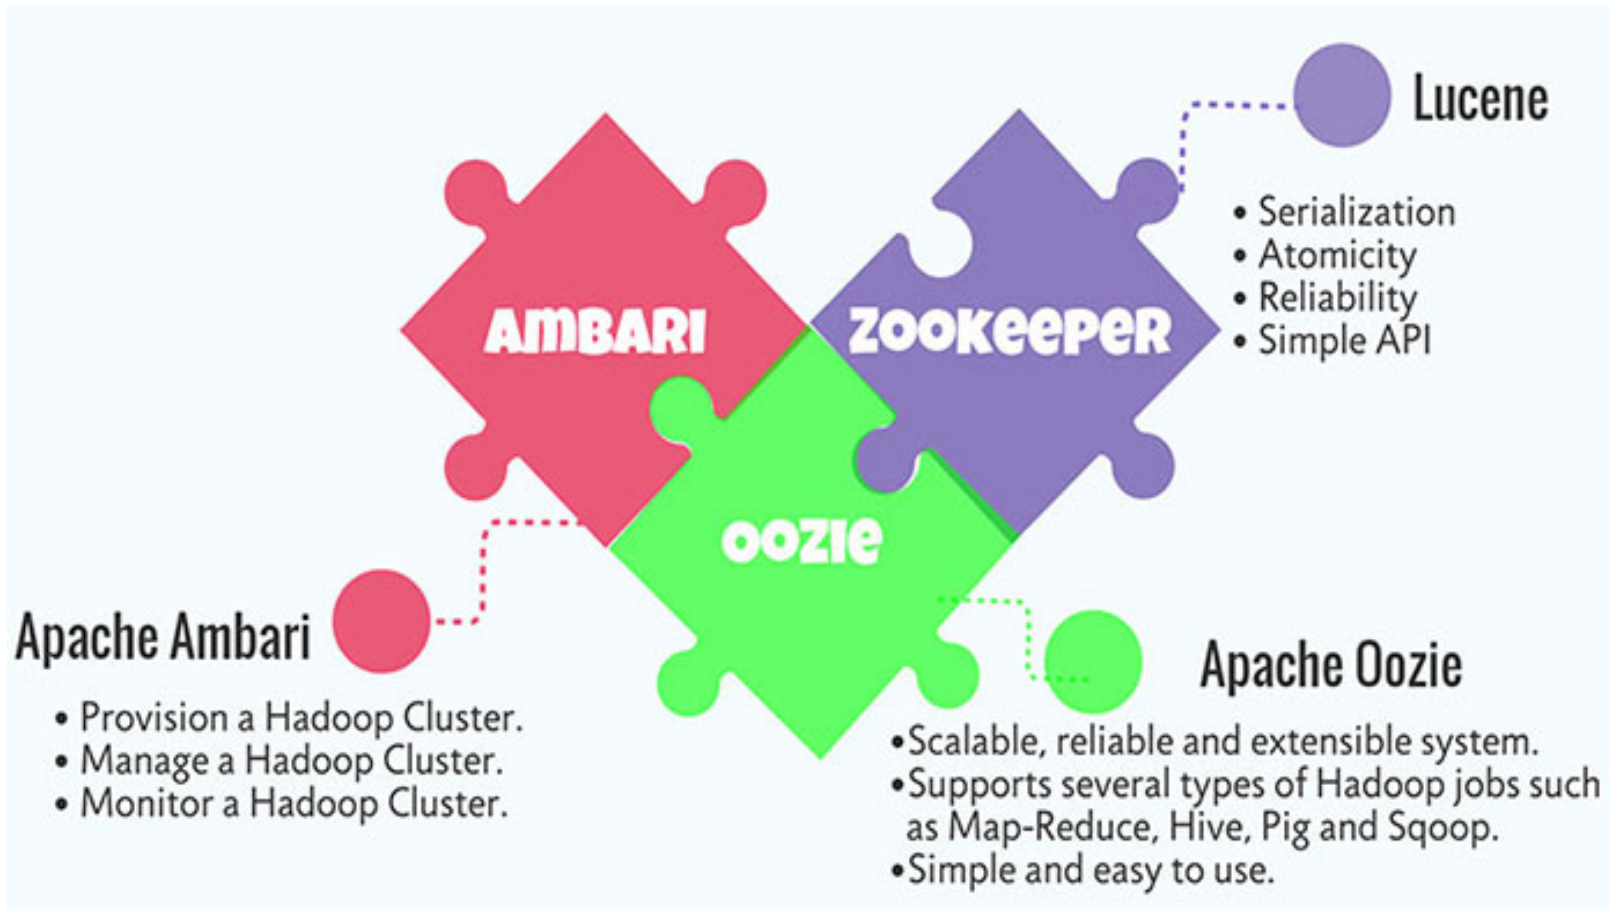 Lucene
• Serialization
• Atomicity
• Reliability
• Simple API
AMBARI
ZOOKEEPER
OOZIE
Apache Ambari
• Provision a Hadoop Cluster.
• Manage a Hadoop Cluster.
• Monitor a Hadoop Cluster.
Apache Oozie
•Scalable, reliable and extensible system.
•Supports several types of Hadoop jobs such
as Map-Reduce, Hive, Pig and Sqoop.
•Simple and easy to use.